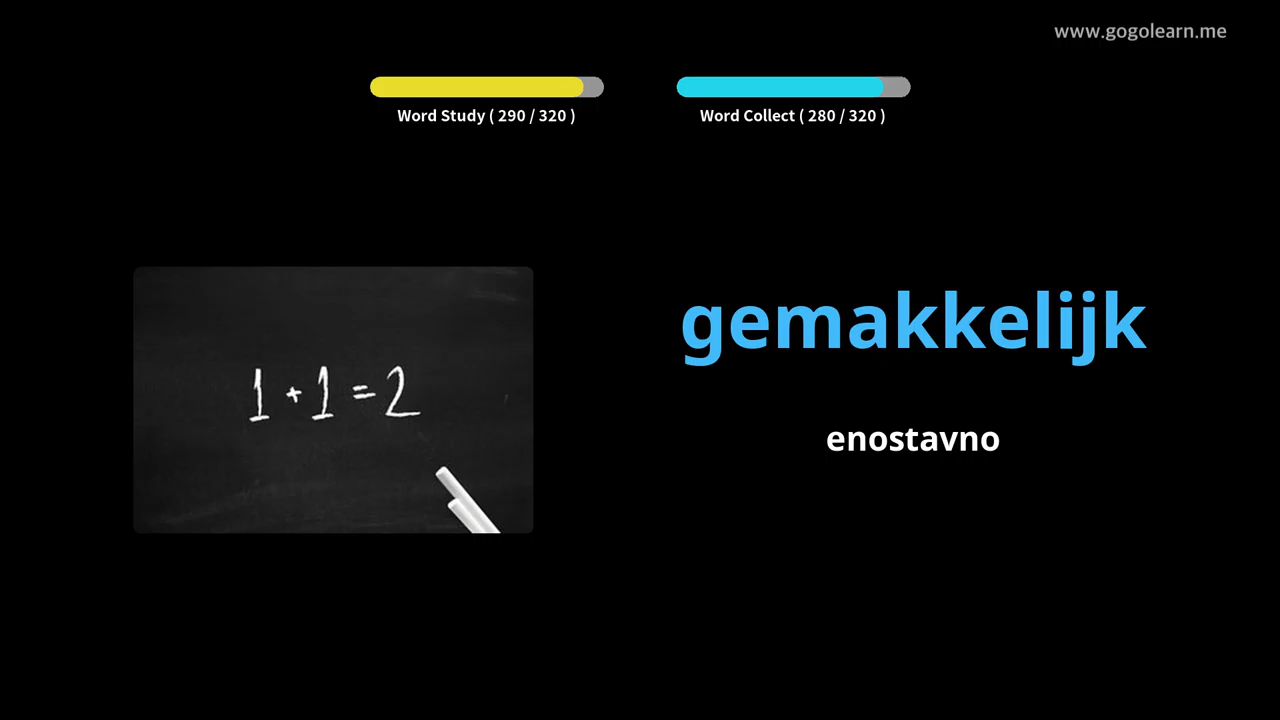 www.gogolearn.me
Word Study ( 290 / 320 )
Word Collect ( 280 / 320 )
1 + 1 = 2
gemakkelijk
enostavno